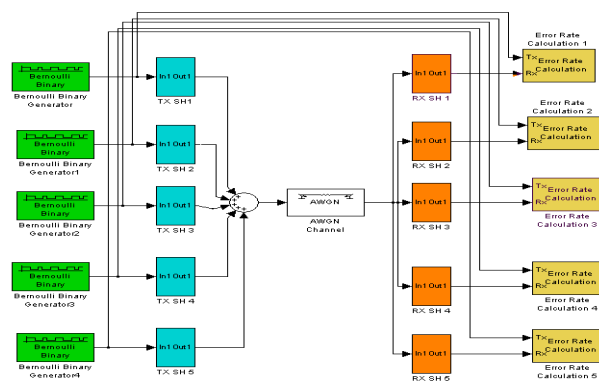 Error Rate
Calculation 1
Bernoulli
Binary
Bernoulli Binary
Generator
In1 Out1
TX SH1
In1 Out1
RX SH 1
Tx
Rx
Error Rate
Calculation
Error Rate
Calculation 2
Bernoulli
Binary
Bernoulli Binary
Generator1
In1 Out1
TX SH 2
In1 Out1
RX SH 2
Tx
Rx
Error Rate
Calculation
Bernoulli
Binary
Bernoulli Binary
Generator2
In1 Out1
TX SH 3
AWGN
AWGN
Channel
In1 Out1
RX SH 3
Tx
Rx
Error Rate
Calculation
Error Rate
Calculation 3
Bernoulli
Binary
Bernoulli Binary
Generator3
In1 Out1
TX SH 4
In1 Out1
RX SH 4
Tx
Rx
Error Rate
Calculation
Error Rate
Calculation 4
Bernoulli
Binary
Bernoulli Binary
Generator4
In1 Out1
TX SH 5
In1 Out1
RX SH 5
Tx
Rx
Error Rate
Calculation
Error Rate
Calculation 5